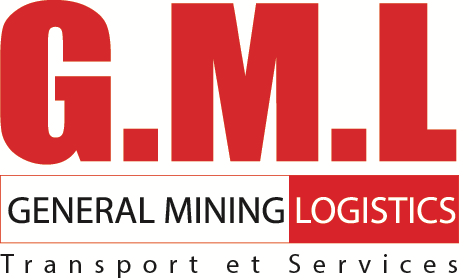 G.M.L
GENERAL MINING LOGISTICS
Transport et Services